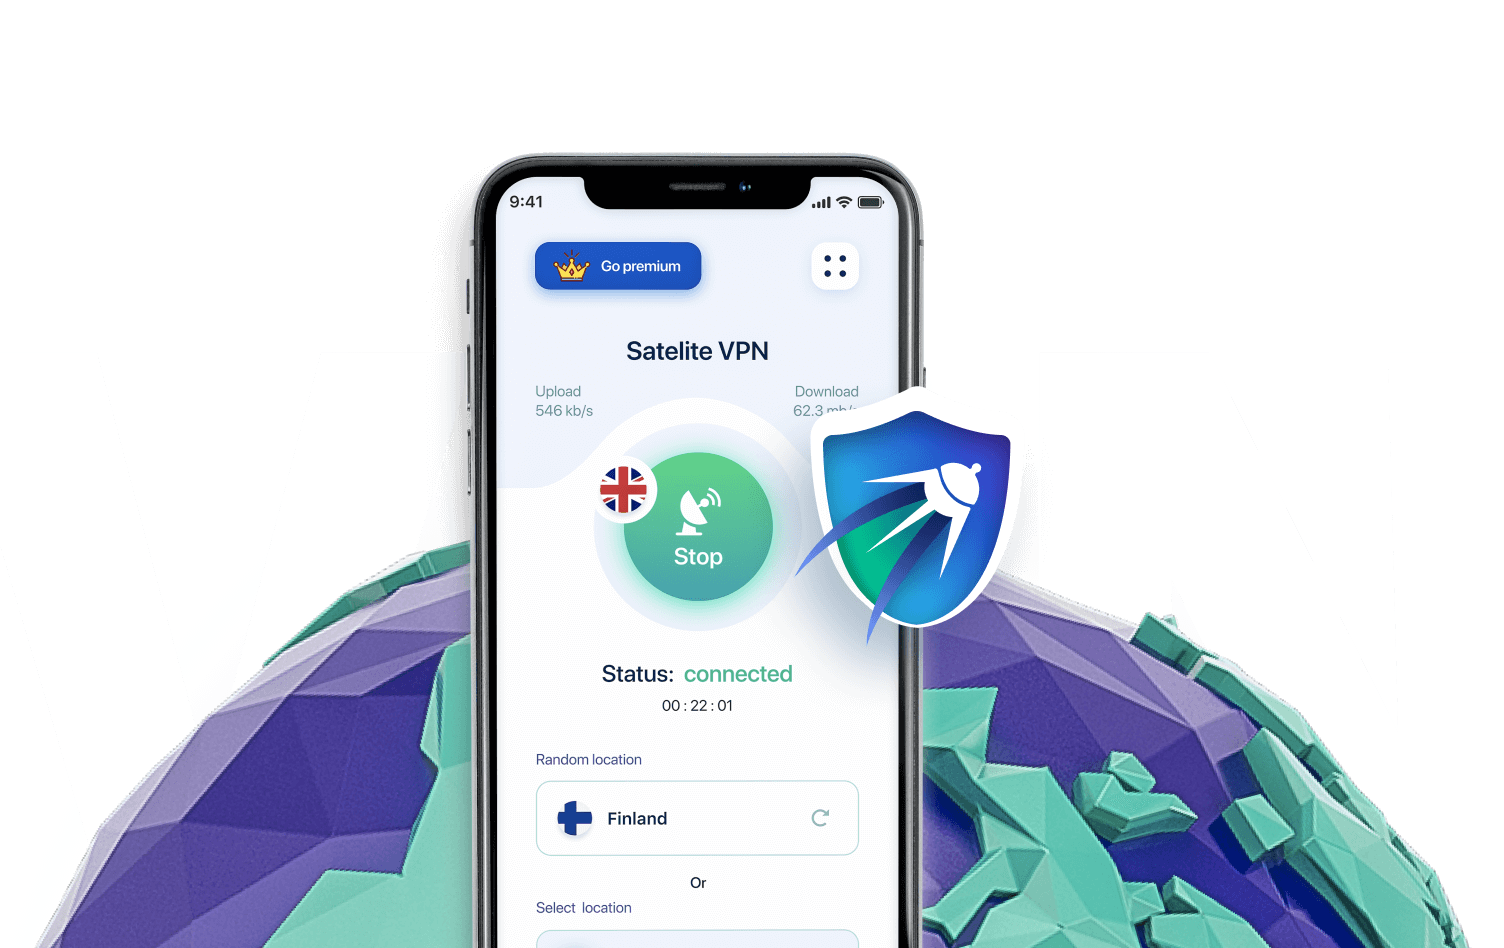 9:41
Go premium
Satelite VPN
Upload
546 kb/s
Download
62.3 mb/s
Stop
Status: connected
00 : 22 : 01
Random location
Finland
Or
Select location